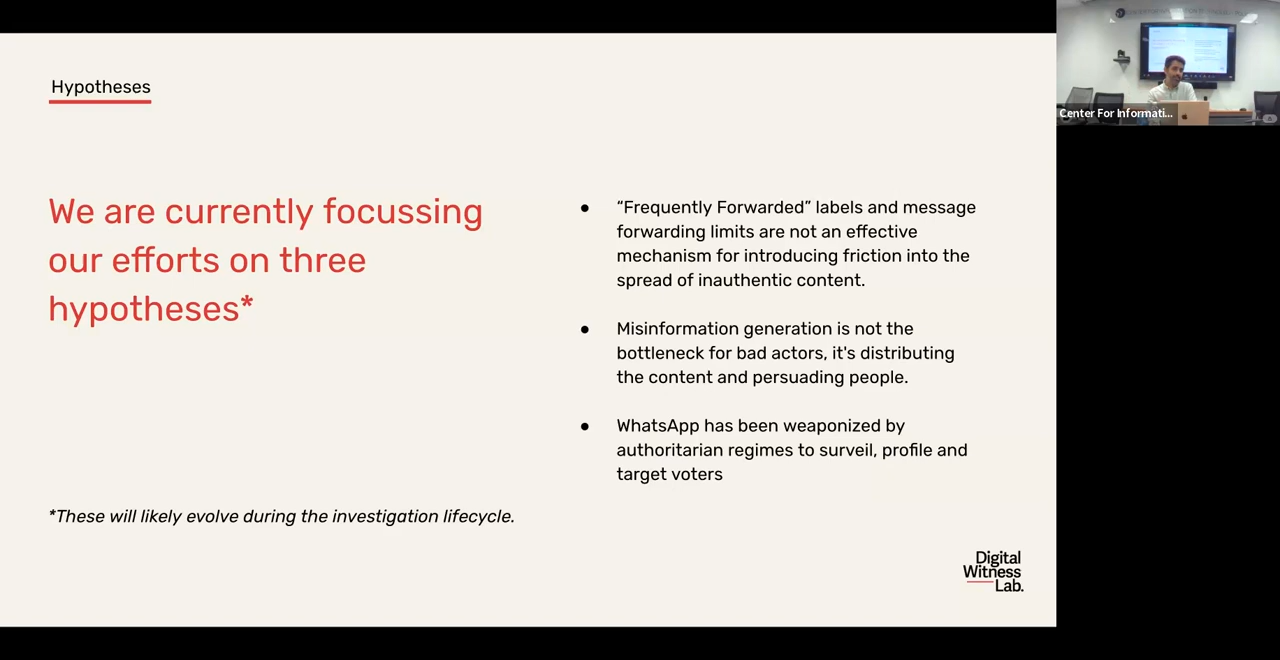 Hypotheses
We are currently focussing
our efforts on three
hypotheses*
● “Frequently Forwarded” labels and message
forwarding limits are not an effective
mechanism for introducing friction into the
spread of inauthentic content.
● Misinformation generation is not the
bottleneck for bad actors, it's distributing
the content and persuading people.
● WhatsApp has been weaponized by
authoritarian regimes to surveil, profile and
target voters
*These will likely evolve during the investigation lifecycle.
Digital
Witness
Lab.
Center For Informati...